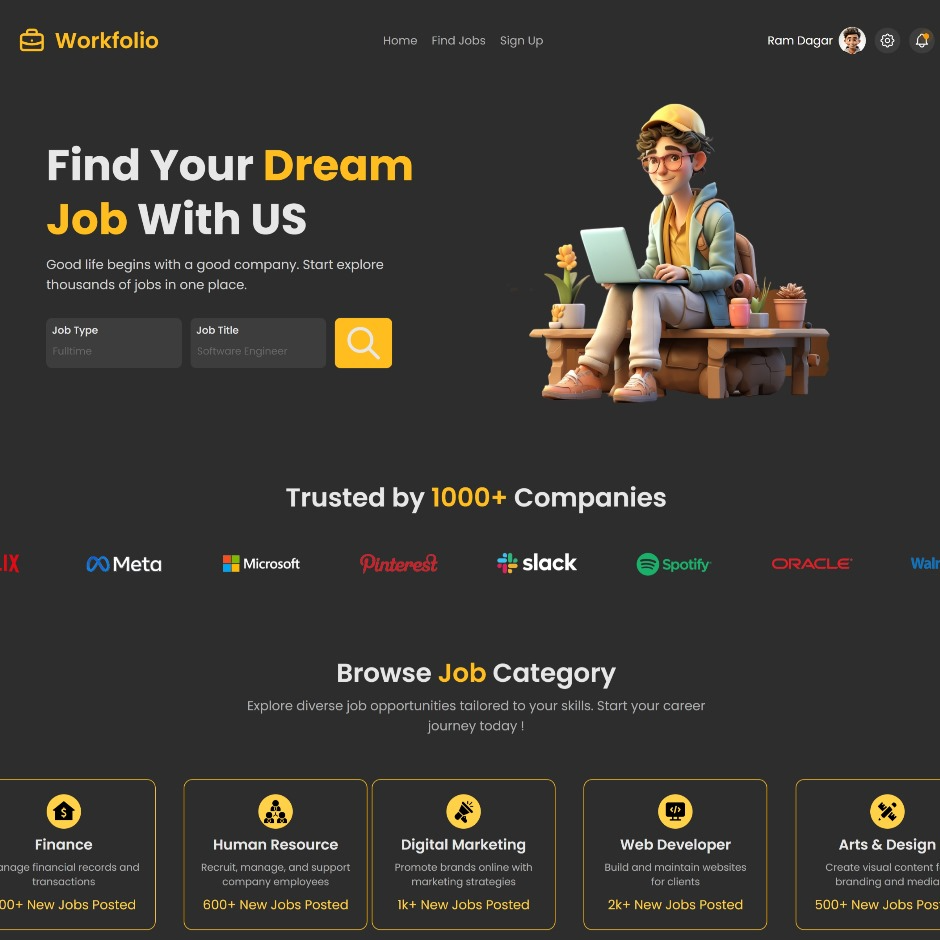 Workfolio
Home Find Jobs Sign Up
Ram Dagar
Find Your Dream
Job With US
Good life begins with a good company. Start explore
thousands of jobs in one place.
Job Type
Fulltime
Job Title
Software Engineer
Trusted by 1000+ Companies
LIX Meta Microsoft Pinterest slack Spotify ORACLE Waln
Browse Job Category
Explore diverse job opportunities tailored to your skills. Start your career
journey today !
Finance
anage financial records and
transactions
00+ New Jobs Posted
Human Resource
Recruit, manage, and support
company employees
600+ New Jobs Posted
Digital Marketing
Promote brands online with
marketing strategies
1k+ New Jobs Posted
Web Developer
Build and maintain websites
for clients
2k+ New Jobs Posted
Arts & Design
Create visual content f
branding and media
500+ New Jobs Post